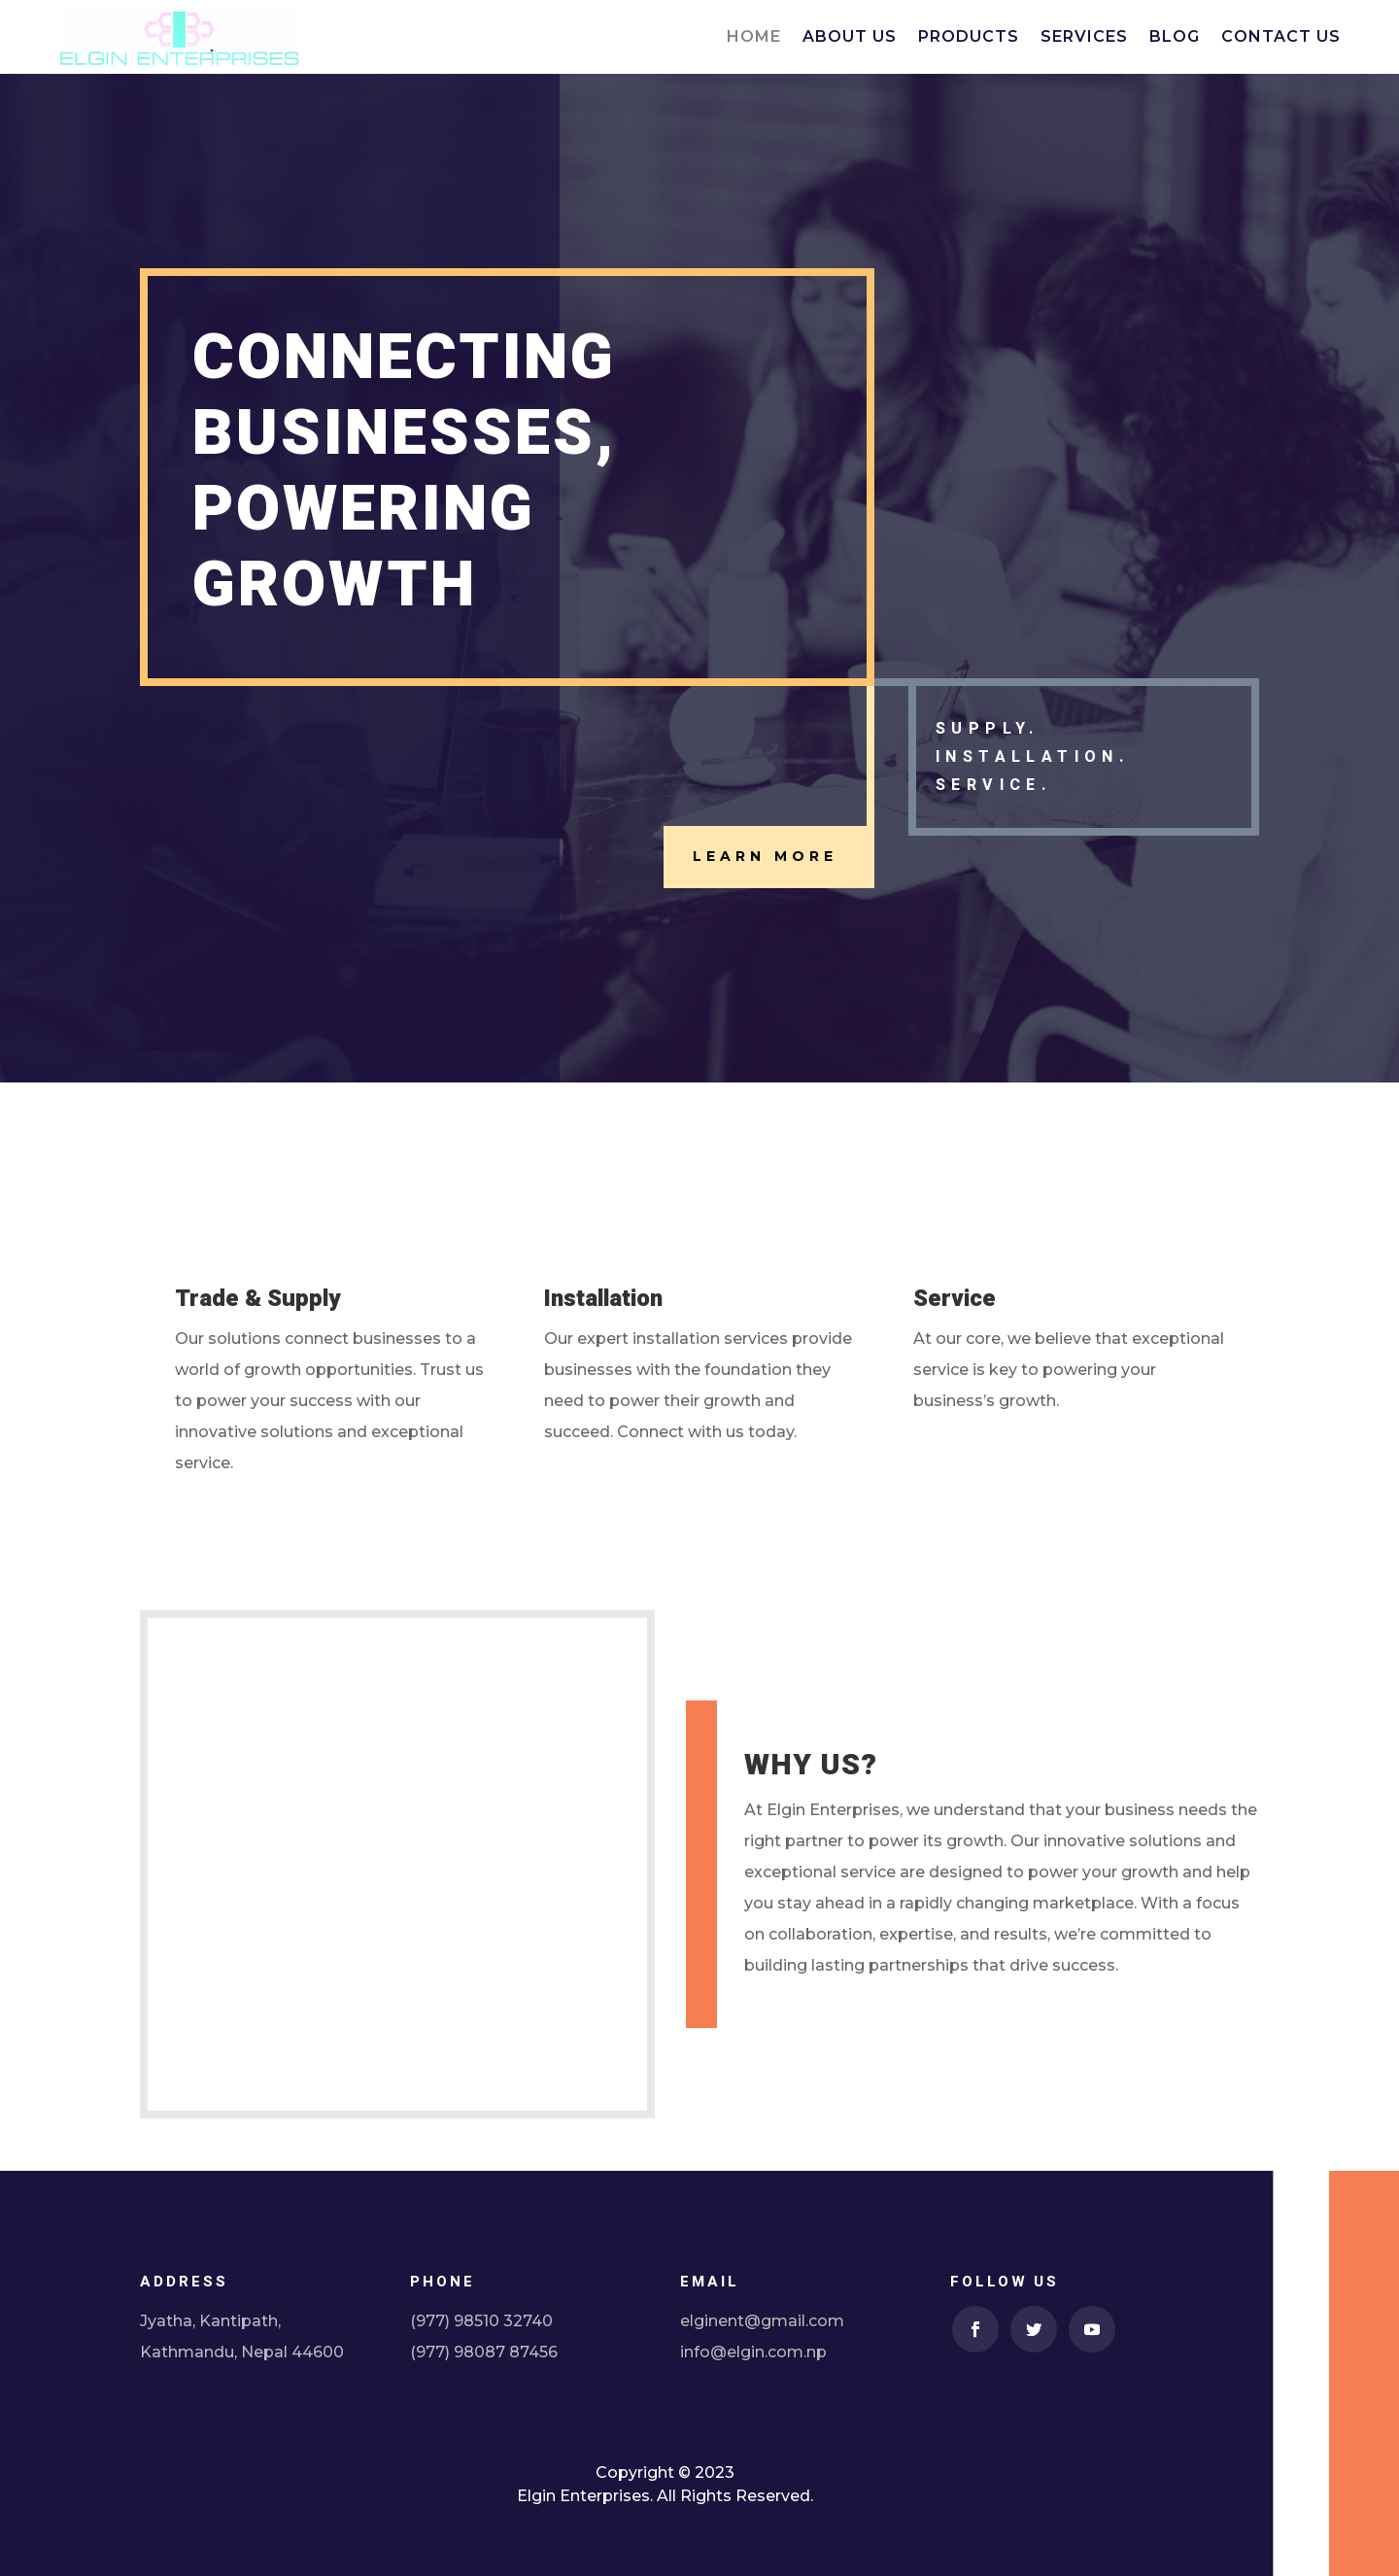 ELGIN ENTERPRISES
HOME ABOUT US PRODUCTS SERVICES BLOG CONTACT US
CONNECTING
BUSINESSES,
POWERING
GROWTH
SUPPLY.
INSTALLATION.
SERVICE.
LEARN MORE
Trade & Supply
Our solutions connect businesses to a
world of growth opportunities. Trust us
to power your success with our
innovative solutions and exceptional
service.
Installation
Our expert installation services provide
businesses with the foundation they
need to power their growth and
succeed. Connect with us today.
Service
At our core, we believe that exceptional
service is key to powering your
business’s growth.
WHY US?
At Elgin Enterprises, we understand that your business needs the
right partner to power its growth. Our innovative solutions and
exceptional service are designed to power your growth and help
you stay ahead in a rapidly changing marketplace. With a focus
on collaboration, expertise, and results, we’re committed to
building lasting partnerships that drive success.
ADDRESS
Jyatha, Kantipath,
Kathmandu, Nepal 44600
PHONE
(977) 98510 32740
(977) 98087 87456
EMAIL
elginent@gmail.com
info@elgin.com.np
FOLLOW US
Copyright © 2023
Elgin Enterprises. All Rights Reserved.